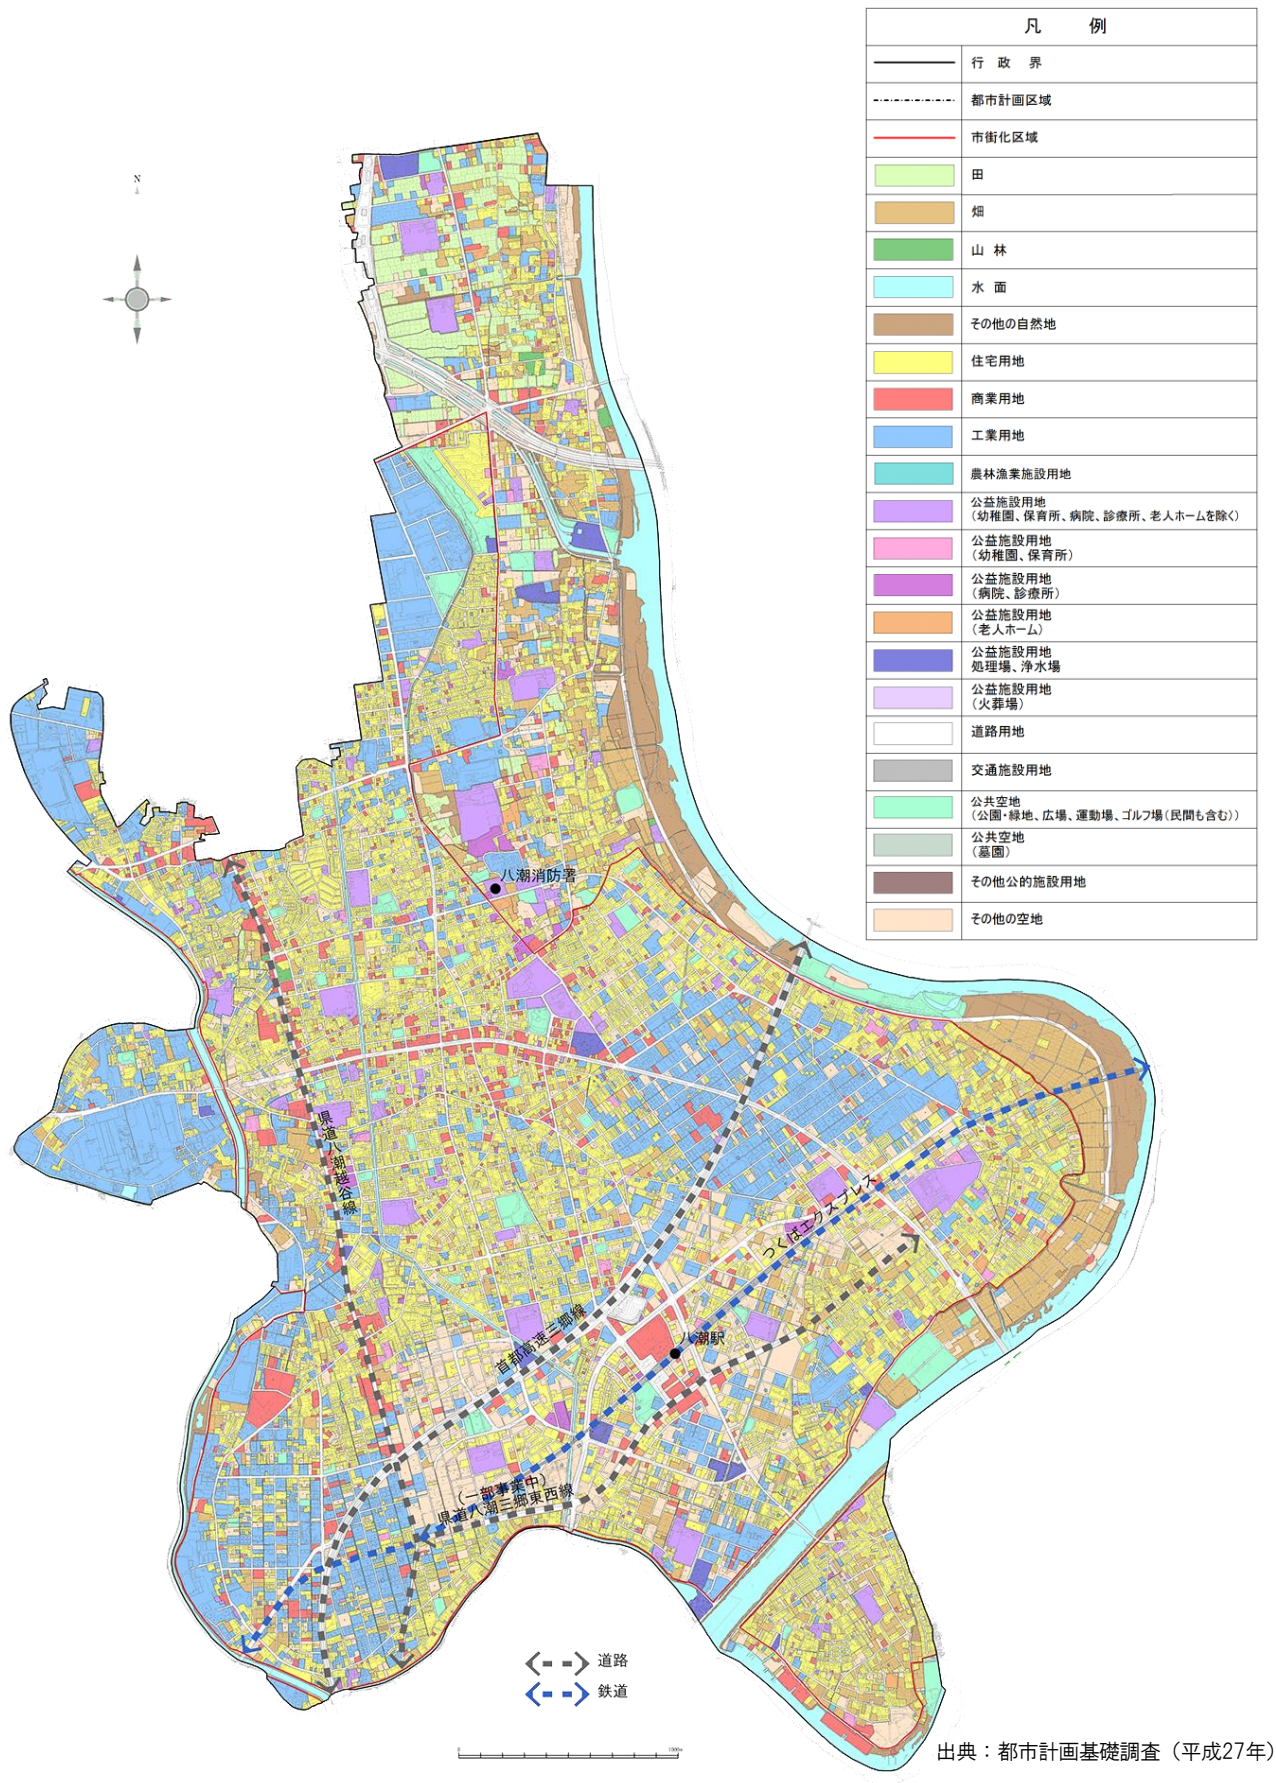 凡 例
行 政 界
都市計画区域
市街化区域
田
畑
山 林
水 面
その他の自然地
住宅用地
商業用地
工業用地
農林漁業施設用地
公益施設用地
(幼稚園、保育所、病院、診療所、老人ホームを除く)
公益施設用地
(幼稚園、保育所)
公益施設用地
(病院、診療所)
公益施設用地
(老人ホーム)
公益施設用地
処理場、浄水場
公益施設用地
(火葬場)
道路用地
交通施設用地
公共空地
(公園・緑地、広場、運動場、ゴルフ場(民間も含む))
公共空地
(墓園)
その他公的施設用地
その他の空地
N
八潮消防署
県道八潮越谷線
つくばエクスプレス
首都高速三郷線
八潮駅
(一部事業中)
県道八潮三郷東西線
道路
鉄道
0 1000m
出典：都市計画基礎調査（平成27年）